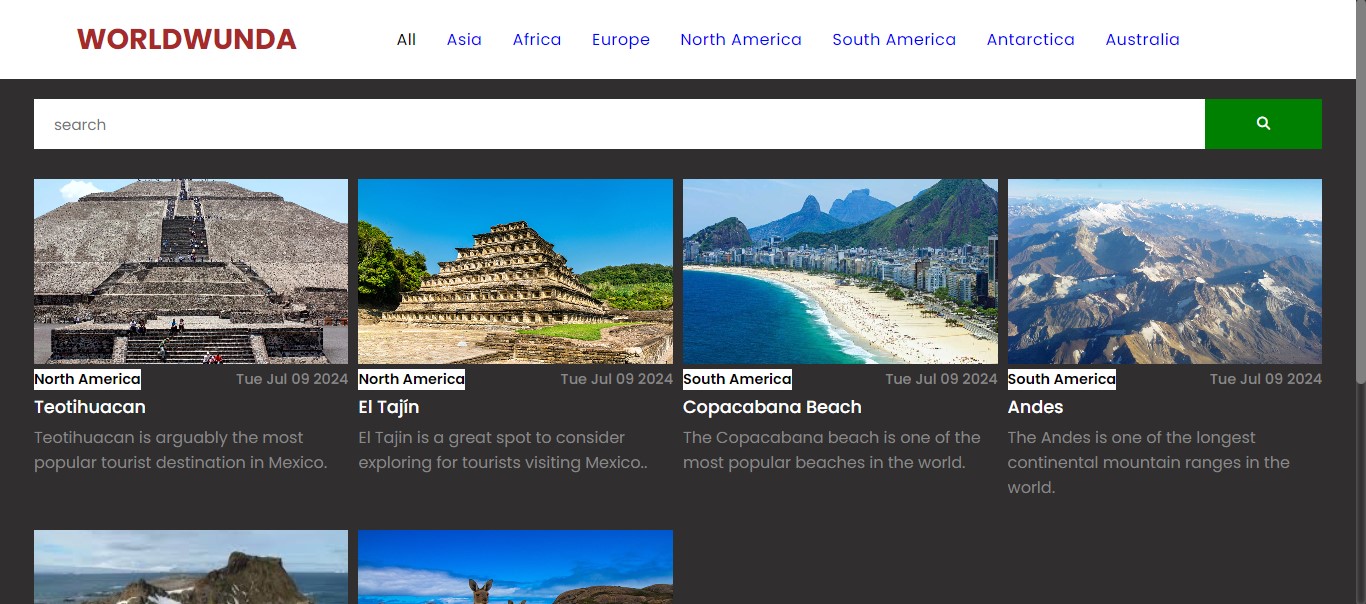 WORLDWUNDA
All Asia Africa Europe North America South America Antarctica Australia
search
North America Tue Jul 09 2024
Teotihuacan
Teotihuacan is arguably the most
popular tourist destination in Mexico.
North America Tue Jul 09 2024
El Tajín
El Tajin is a great spot to consider
exploring for tourists visiting Mexico..
South America Tue Jul 09 2024
Copacabana Beach
The Copacabana beach is one of the
most popular beaches in the world.
South America Tue Jul 09 2024
Andes
The Andes is one of the longest
continental mountain ranges in the
world.